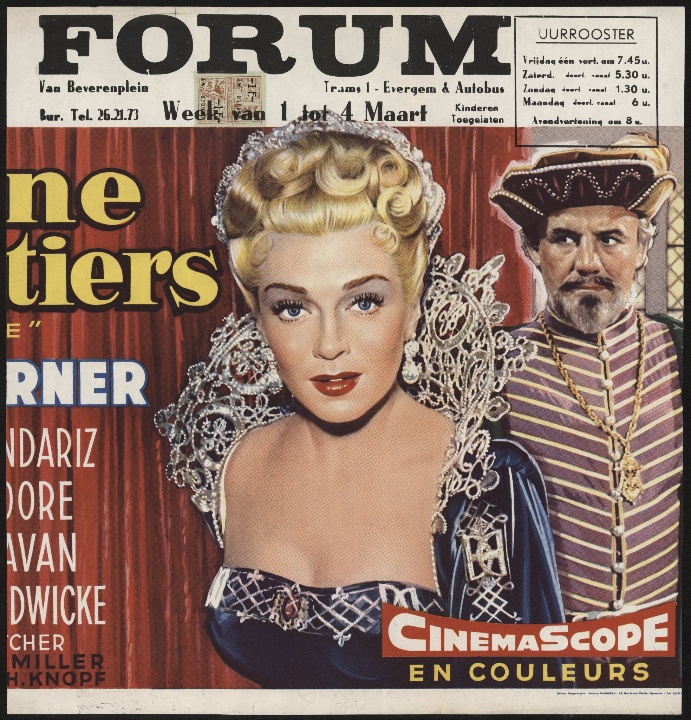 FORUM
Van Beverenplein
Trams 1 - Evergem & Autobus
Bur. Tel. 26.21.73
Week van 1 tot 4 Maart
Kinderen
Toegelaten
UURROOSTER
Vrijdag één vert. om 7.45 u.
Zaterd. doorl. vanaf 5.30 u.
Zondag doorl. vanaf 1.30 u.
Maandag doorl. vanaf 6 u.
Avondvertoning om 8 u.
ne
tiers
E"
RNER
NDARIZ
DORE
AVAN
DWICKE
TCHER
MILLER
H.KNOPF
CINEMASCOPE
EN COULEURS